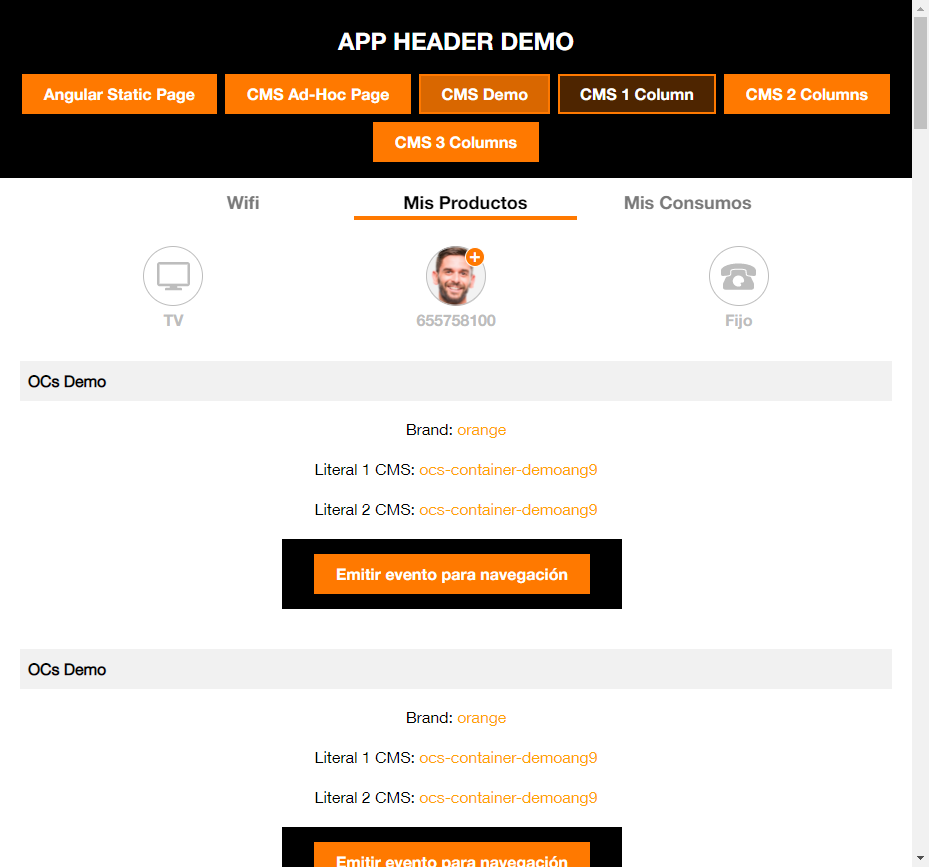 APP HEADER DEMO
Angular Static Page CMS Ad-Hoc Page CMS Demo CMS 1 Column CMS 2 Columns
CMS 3 Columns
Wifi Mis Productos Mis Consumos
TV 655758100 Fijo
OCs Demo
Brand: orange
Literal 1 CMS: ocs-container-demoang9
Literal 2 CMS: ocs-container-demoang9
Emitir evento para navegación
OCs Demo
Brand: orange
Literal 1 CMS: ocs-container-demoang9
Literal 2 CMS: ocs-container-demoang9
Emitir evento para navegación